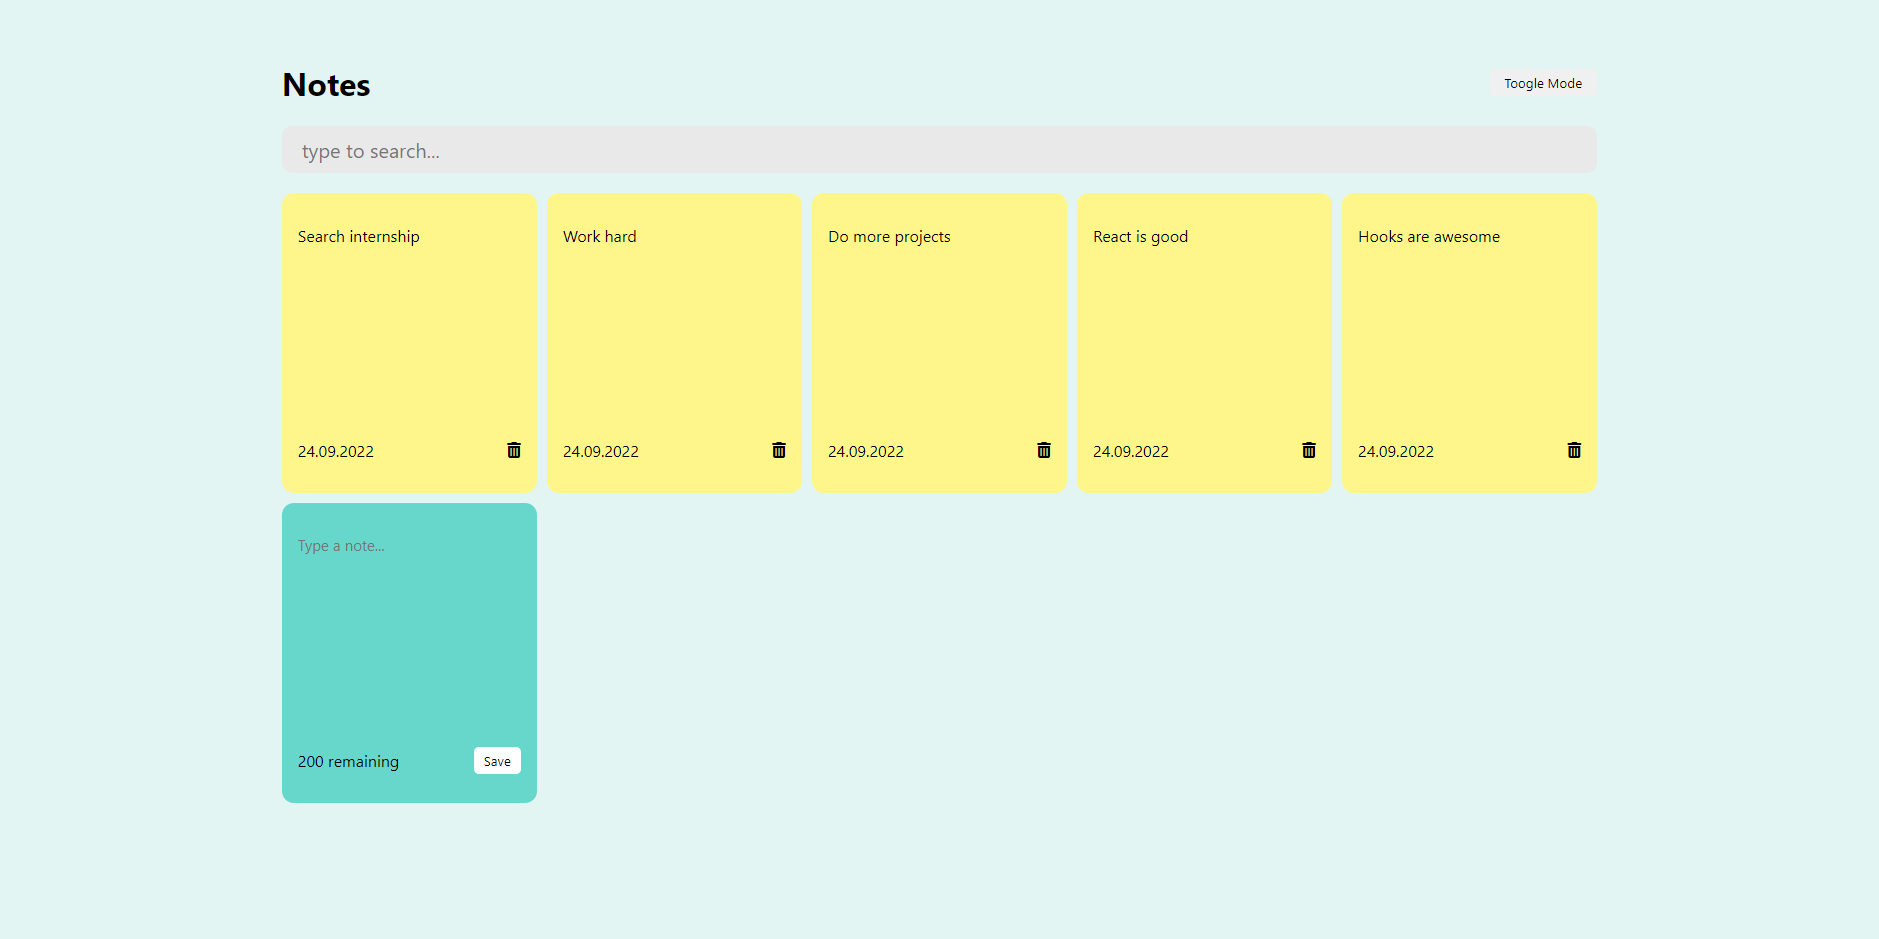 Notes
Toogle Mode
type to search...
Search internship
24.09.2022
Work hard
24.09.2022
Do more projects
24.09.2022
React is good
24.09.2022
Hooks are awesome
24.09.2022
Type a note...
200 remaining
Save